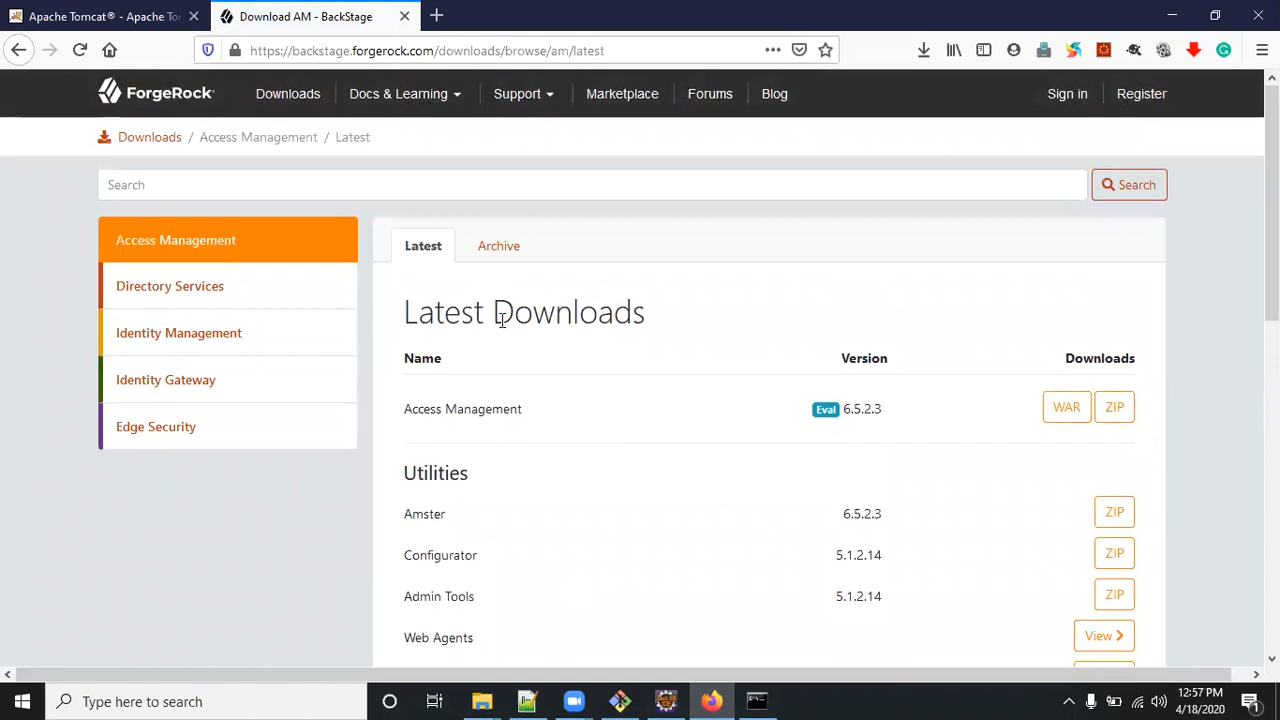 Apache Tomcat® - Apache To
Download AM - BackStage
https://backstage.forgerock.com/downloads/browse/am/latest
ForgeRock
Downloads
Docs & Learning
Support
Marketplace
Forums
Blog
Sign in
Register
Downloads / Access Management / Latest
Search
Search
Access Management
Directory Services
Identity Management
Identity Gateway
Edge Security
Latest
Archive
Latest Downloads
Name Version Downloads
Access Management Eval 6.5.2.3 WAR ZIP
Utilities
Amster 6.5.2.3 ZIP
Configurator 5.1.2.14 ZIP
Admin Tools 5.1.2.14 ZIP
Web Agents View
Type here to search
12:57 PM
4/18/2020
1